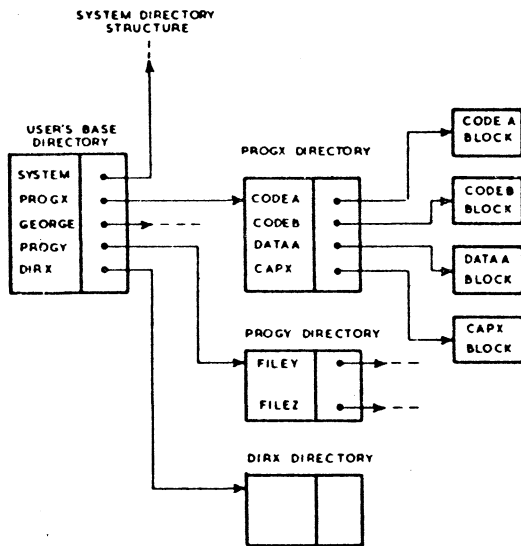 SYSTEM DIRECTORY
STRUCTURE
USER'S BASE
DIRECTORY
SYSTEM
PROGX
GEORGE
PROGY
DIRX
PROGX DIRECTORY
CODEA
CODEB
DATAA
CAPX
CODE A
BLOCK
CODEB
BLOCK
DATAA
BLOCK
CAPX
BLOCK
PROGY DIRECTORY
FILEY
FILEZ
DIRX DIRECTORY